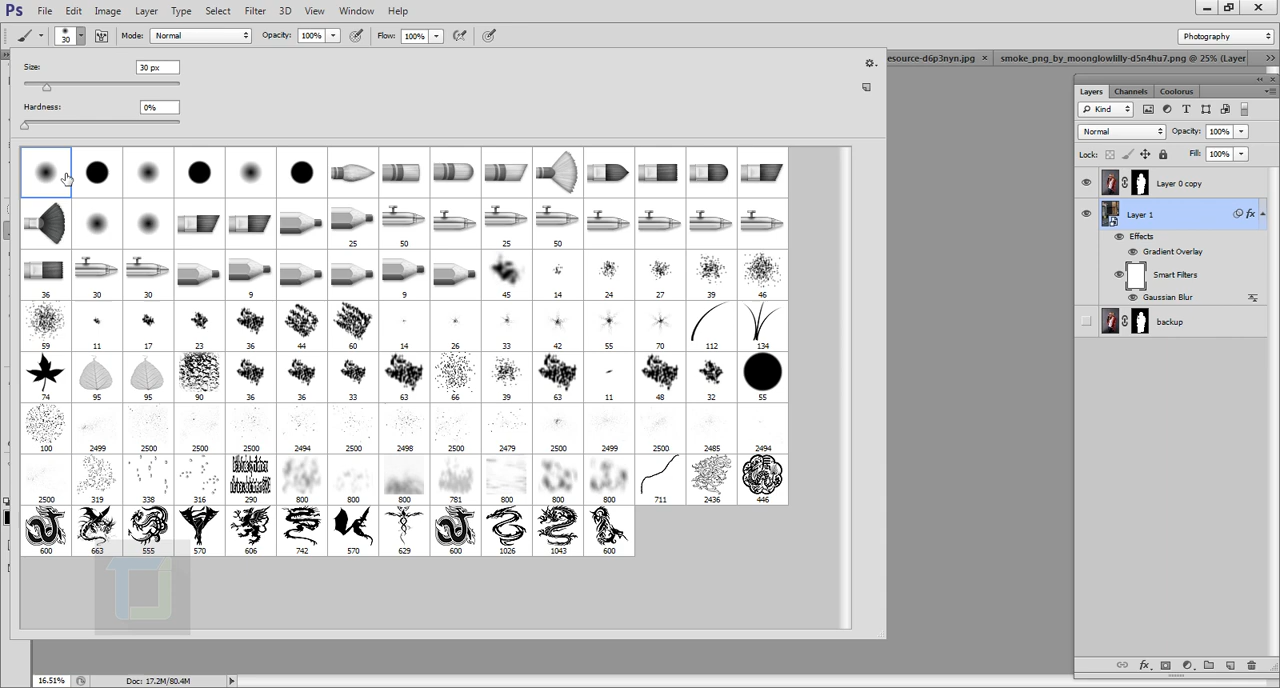 Ps File Edit Image Layer Type Select Filter 3D View Window Help
30 Mode: Normal Opacity: 100% Flow: 100% Photography
esource-d6p3nyn.jpg × smoke_png_by_moonglowlilly-d5n4hu7.png @ 25% (Layer
Size: 30 px
Hardness: 0%
25 50 25 50
36 30 30 9 9 45 14 24 27 39 46
59 11 17 23 36 44 60 14 26 33 42 55 70 112 134
74 95 95 90 36 36 33 63 66 39 63 11 48 32 55
100 2499 2500 2500 2494 2500 2498 2500 2479 2500 2499 2500 2485 2494
2500 319 338 316 290 800 800 800 781 800 800 800 711 2436 446
600 663 555 570 606 742 570 629 600 1026 1043 600
Layers Channels Coolorus
Kind
Normal Opacity: 100%
Lock: Fill: 100%
Layer 0 copy
Layer 1 fx
Effects
Gradient Overlay
Smart Filters
Gaussian Blur
backup
fx
16.51% Doc: 17.2M/80.4M